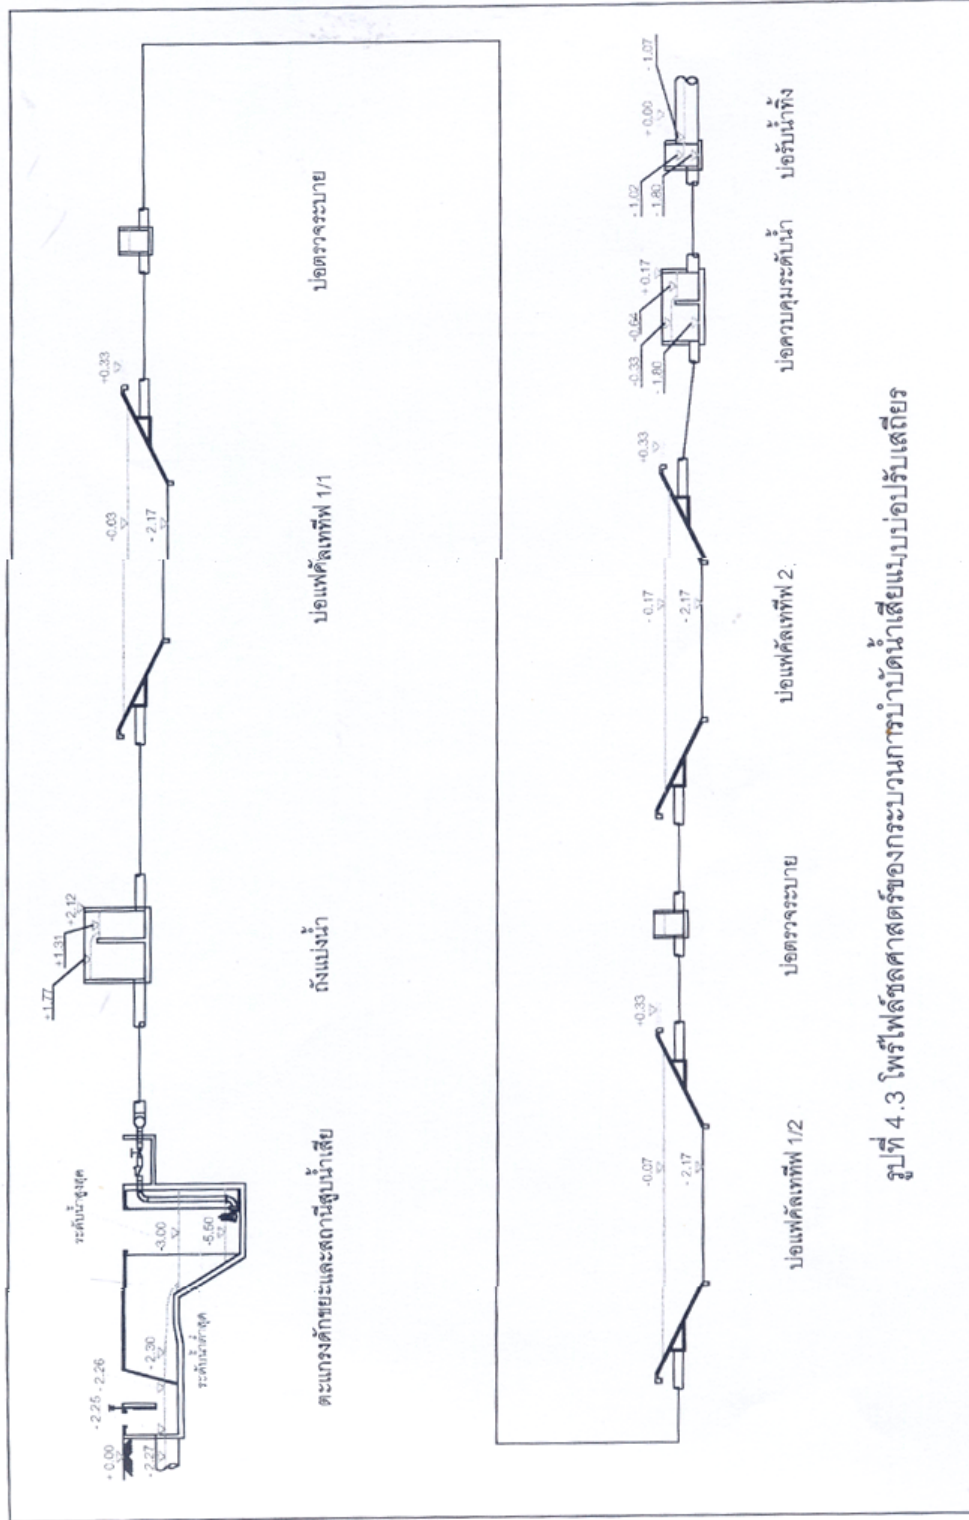 + 0.00
- 2.25 - 2.26
- 2.27
- 2.30
ระดับน้ำต่ำสุด
ระดับน้ำสูงสุด
-3.00
-5.50
+1.77
+1.31
+2.12
-0.03
- 2.17
+0.33
ตะแกรงดักขยะและสถานีสูบน้ำเสีย
ถังแบ่งน้ำ
บ่อแฟคัลเททีฟ 1/1
บ่อตรวจระบาย
-0.07
- 2.17
+0.33
- 0.17
- 2.17
+0.33
-0.33
-0.64
+0.17
- 1.80
-1.02
- 1.80
+0.00
- 1.07
บ่อแฟคัลเททีฟ 1/2
บ่อตรวจระบาย
บ่อแฟคัลเททีฟ 2
บ่อควบคุมระดับน้ำ
บ่อรับน้ำทิ้ง
รูปที่ 4.3 โพร์ไฟล์ชลศาสตร์ของกระบวนการบำบัดน้ำเสียแบบบ่อปรับเสถียร